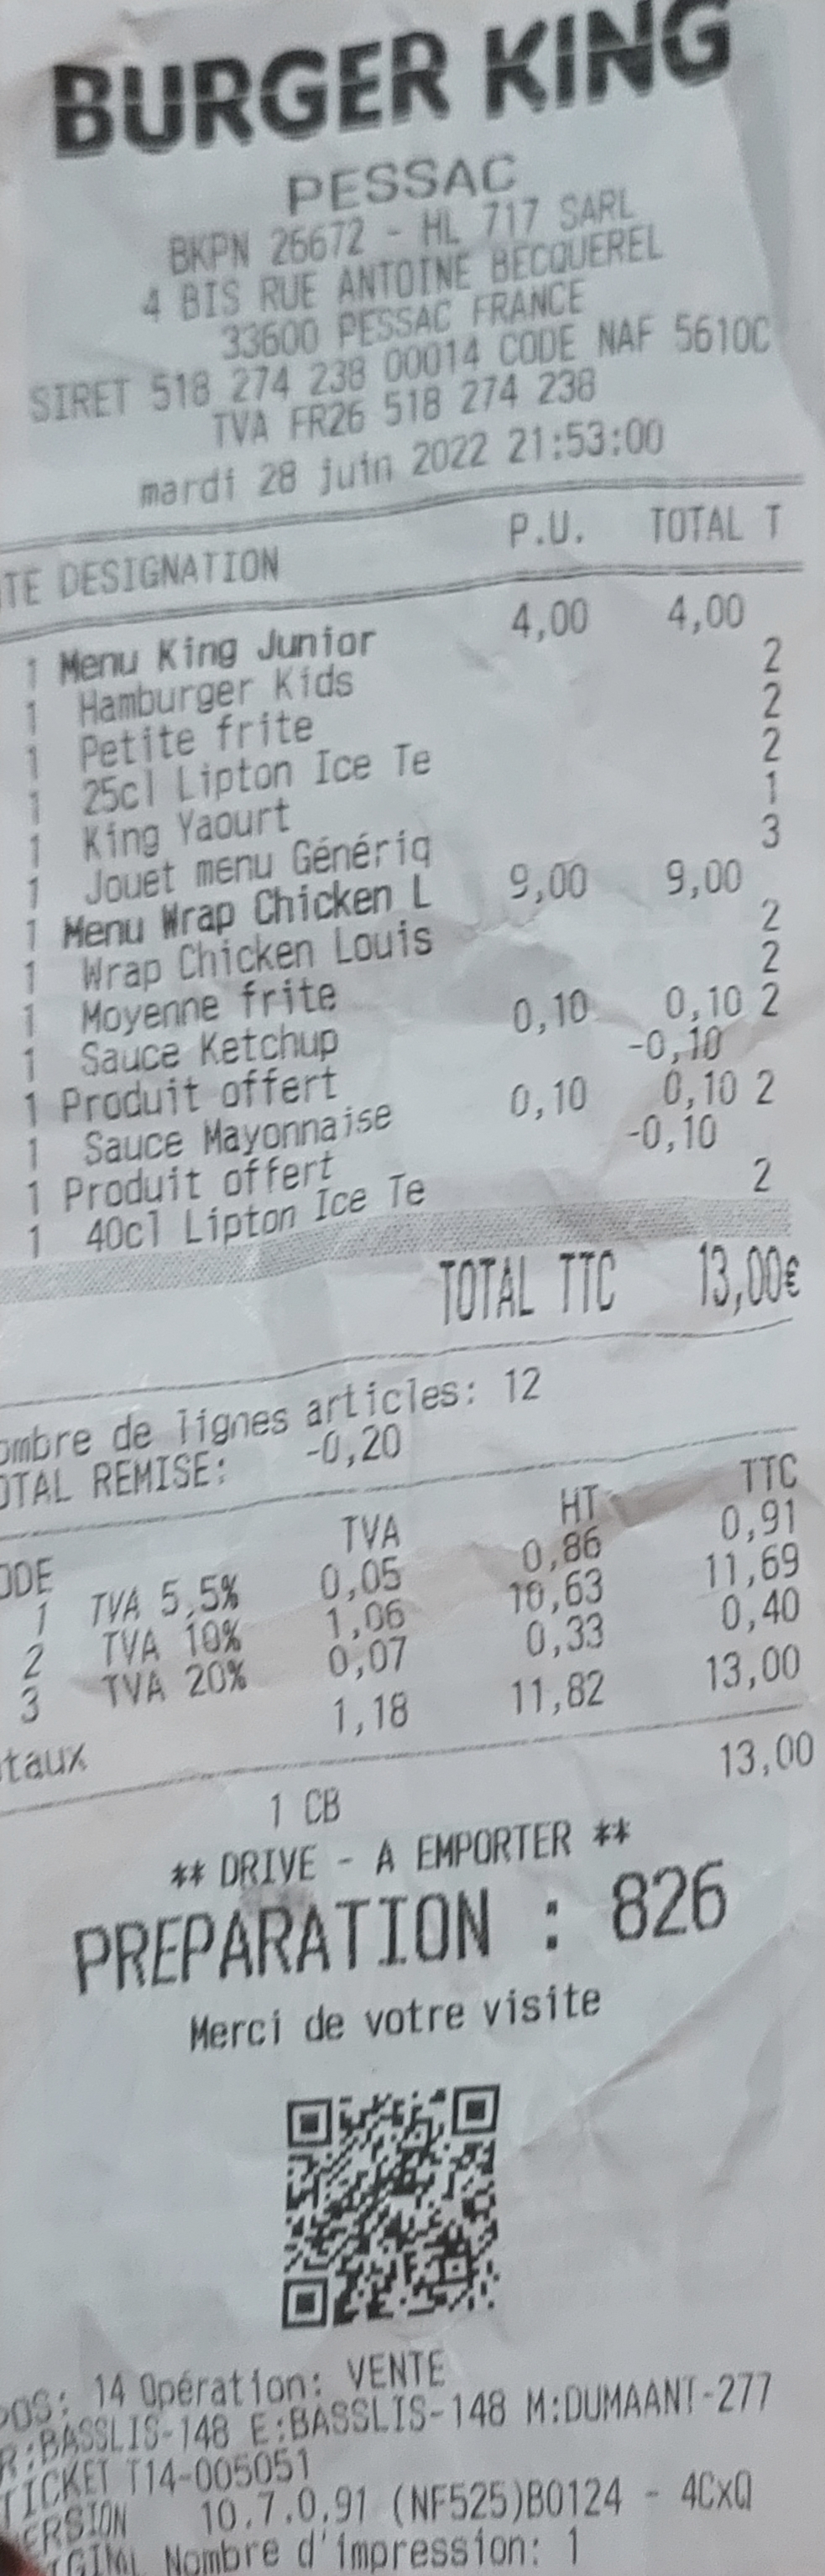 BURGER KING
PESSAC
BKPN 26672 - HL 717 SARL
4 BIS RUE ANTOINE BECQUEREL
33600 PESSAC FRANCE
SIRET 518 274 238 00014 CODE NAF 5610C
TVA FR26 518 274 238
mardi 28 juin 2022 21:53:00
TE DESIGNATION P.U. TOTAL T
1 Menu King Junior 4,00 4,00
1 Hamburger Kids 2
1 Petite frite 2
1 25cl Lipton Ice Te 2
1 King Yaourt 1
1 Jouet menu Génériq 3
1 Menu Wrap Chicken L 9,00 9,00
1 Wrap Chicken Louis 2
1 Moyenne frite 2
1 Sauce Ketchup 0,10 0,10 2
1 Produit offert -0,10
1 Sauce Mayonnaise 0,10 0,10 2
1 Produit offert -0,10
1 40cl Lipton Ice Te 2
TOTAL TTC 13,00€
ombre de lignes articles: 12
OTAL REMISE: -0,20
ODE TVA HT TTC
1 TVA 5,5% 0,05 0,86 0,91
2 TVA 10% 1,06 10,63 11,69
3 TVA 20% 0,07 0,33 0,40
taux 1,18 11,82 13,00
1 CB 13,00
** DRIVE - A EMPORTER **
PREPARATION : 826
Merci de votre visite
POS: 14 Opération: VENTE
R:BASSLIS-148 E:BASSLIS-148 M:DUMAANT-277
TICKET T14-005051
ERSION 10.7.0.91 (NF525)B0124 - 4CxQ
IGINAL Nombre d'impression: 1